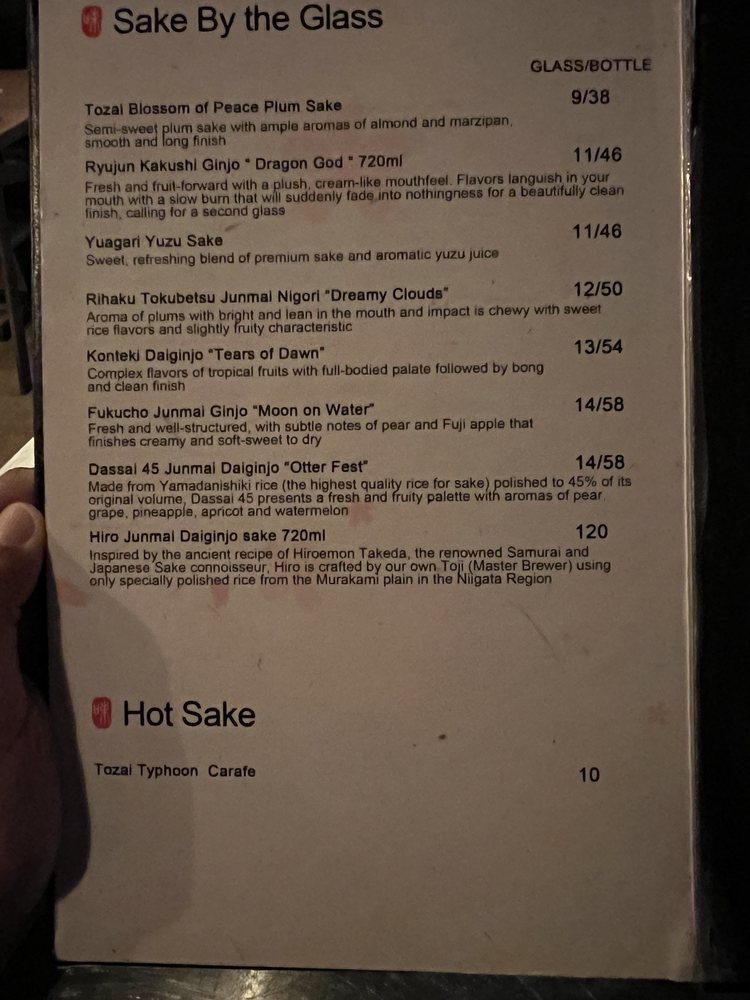 Sake By the Glass
GLASS/BOTTLE
Tozai Blossom of Peace Plum Sake 9/38
Semi-sweet plum sake with ample aromas of almond and marzipan,
smooth and long finish
Ryujun Kakushi Ginjo " Dragon God " 720ml 11/46
Fresh and fruit-forward with a plush, cream-like mouthfeel. Flavors languish in your
mouth with a slow burn that will suddenly fade into nothingness for a beautifully clean
finish, calling for a second glass
Yuagari Yuzu Sake 11/46
Sweet, refreshing blend of premium sake and aromatic yuzu juice
Rihaku Tokubetsu Junmai Nigori "Dreamy Clouds" 12/50
Aroma of plums with bright and lean in the mouth and impact is chewy with sweet
rice flavors and slightly fruity characteristic
Konteki Daiginjo "Tears of Dawn" 13/54
Complex flavors of tropical fruits with full-bodied palate followed by bong
and clean finish
Fukucho Junmai Ginjo "Moon on Water" 14/58
Fresh and well-structured, with subtle notes of pear and Fuji apple that
finishes creamy and soft-sweet to dry
Dassai 45 Junmai Daiginjo "Otter Fest" 14/58
Made from Yamadanishiki rice (the highest quality rice for sake) polished to 45% of its
original volume, Dassai 45 presents a fresh and fruity palette with aromas of pear,
grape, pineapple, apricot and watermelon
Hiro Junmai Daiginjo sake 720ml 120
Inspired by the ancient recipe of Hiroemon Takeda, the renowned Samurai and
Japanese Sake connoisseur, Hiro is crafted by our own Toji (Master Brewer) using
only specially polished rice from the Murakami plain in the Niigata Region
Hot Sake
Tozai Typhoon Carafe 10